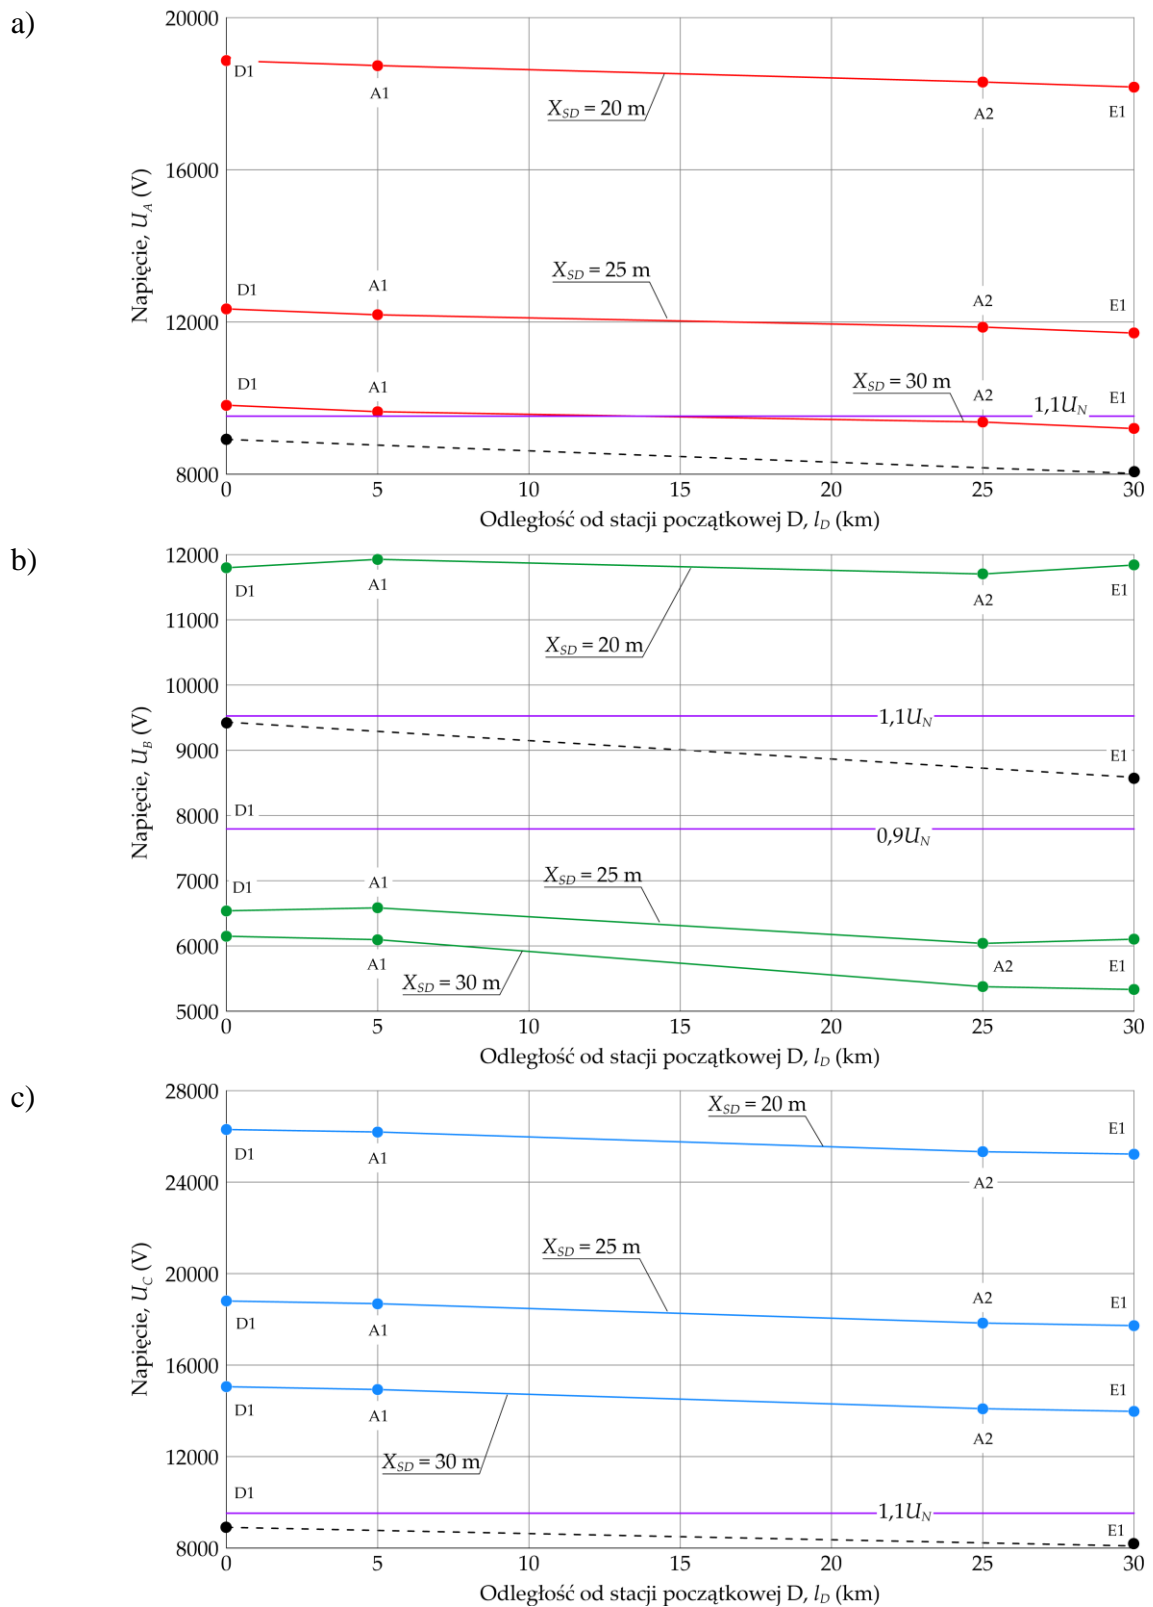 a)
20000
16000
12000
8000
Napięcie, U_A (V)
D1
A1
X_SD = 20 m
A2
E1
D1
A1
X_SD = 25 m
A2
E1
D1
A1
X_SD = 30 m
A2
1,1U_N
E1
0 5 10 15 20 25 30
Odległość od stacji początkowej D, l_D (km)
b)
12000
11000
10000
9000
8000
7000
6000
5000
Napięcie, U_B (V)
D1
A1
X_SD = 20 m
A2
E1
1,1U_N
E1
D1
0,9U_N
D1
A1
X_SD = 25 m
A1
X_SD = 30 m
A2
E1
0 5 10 15 20 25 30
Odległość od stacji początkowej D, l_D (km)
c)
28000
24000
20000
16000
12000
8000
Napięcie, U_C (V)
X_SD = 20 m
E1
D1
A1
A2
X_SD = 25 m
A2
E1
D1
A1
E1
D1
A1
A2
X_SD = 30 m
D1
1,1U_N
E1
0 5 10 15 20 25 30
Odległość od stacji początkowej D, l_D (km)